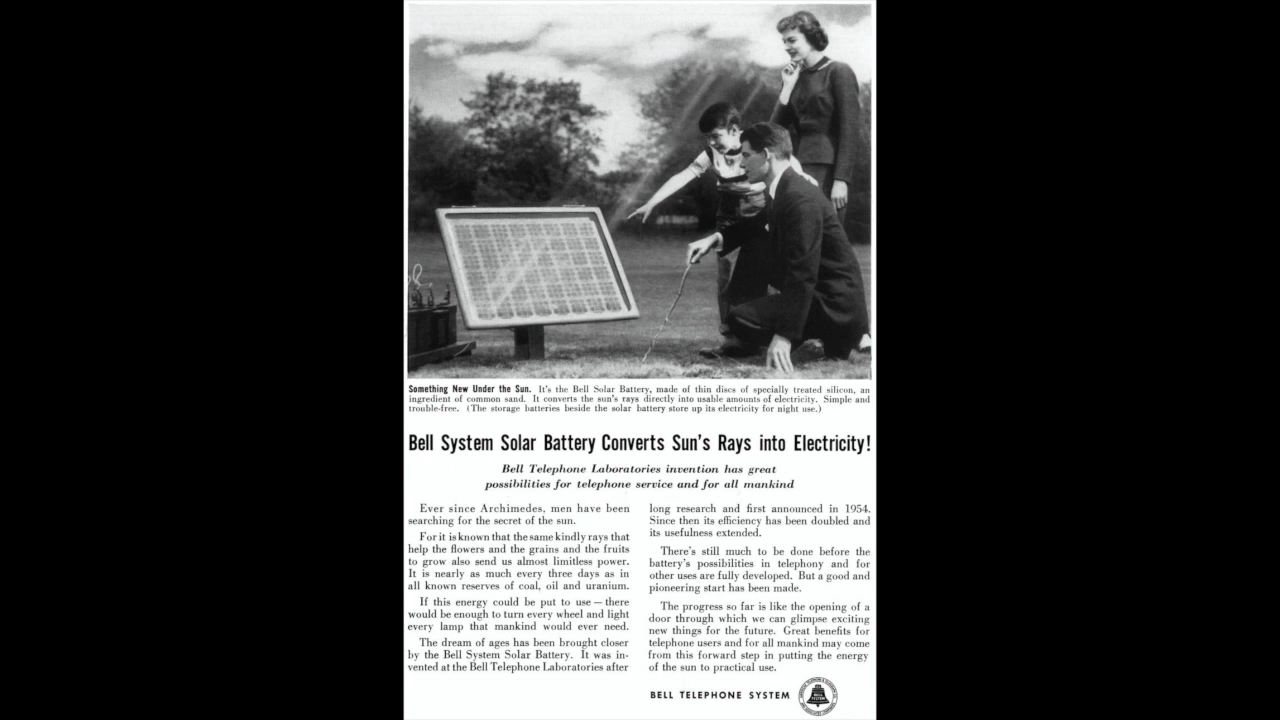 Something New Under the Sun. It's the Bell Solar Battery, made of thin discs of specially treated silicon, an
ingredient of common sand. It converts the sun's rays directly into usable amounts of electricity. Simple and
trouble-free. (The storage batteries beside the solar battery store up its electricity for night use.)
Bell System Solar Battery Converts Sun's Rays into Electricity!
Bell Telephone Laboratories invention has great
possibilities for telephone service and for all mankind
Ever since Archimedes, men have been
searching for the secret of the sun.
For it is known that the same kindly rays that
help the flowers and the grains and the fruits
to grow also send us almost limitless power.
It is nearly as much every three days as in
all known reserves of coal, oil and uranium.
If this energy could be put to use — there
would be enough to turn every wheel and light
every lamp that mankind would ever need.
The dream of ages has been brought closer
by the Bell System Solar Battery. It was in-
vented at the Bell Telephone Laboratories after
long research and first announced in 1954.
Since then its efficiency has been doubled and
its usefulness extended.
There's still much to be done before the
battery's possibilities in telephony and for
other uses are fully developed. But a good and
pioneering start has been made.
The progress so far is like the opening of a
door through which we can glimpse exciting
new things for the future. Great benefits for
telephone users and for all mankind may come
from this forward step in putting the energy
of the sun to practical use.
BELL TELEPHONE SYSTEM
BELL
SYSTEM